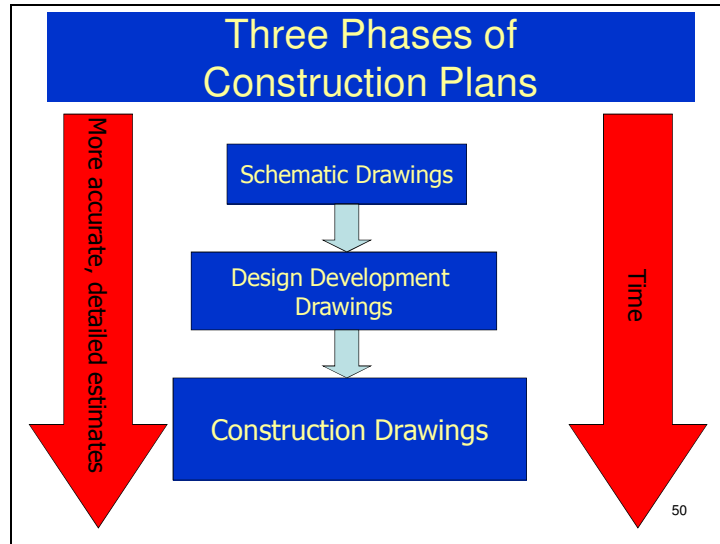 Three Phases of
Construction Plans
More accurate, detailed estimates
Schematic Drawings
Design Development
Drawings
Construction Drawings
Time
50